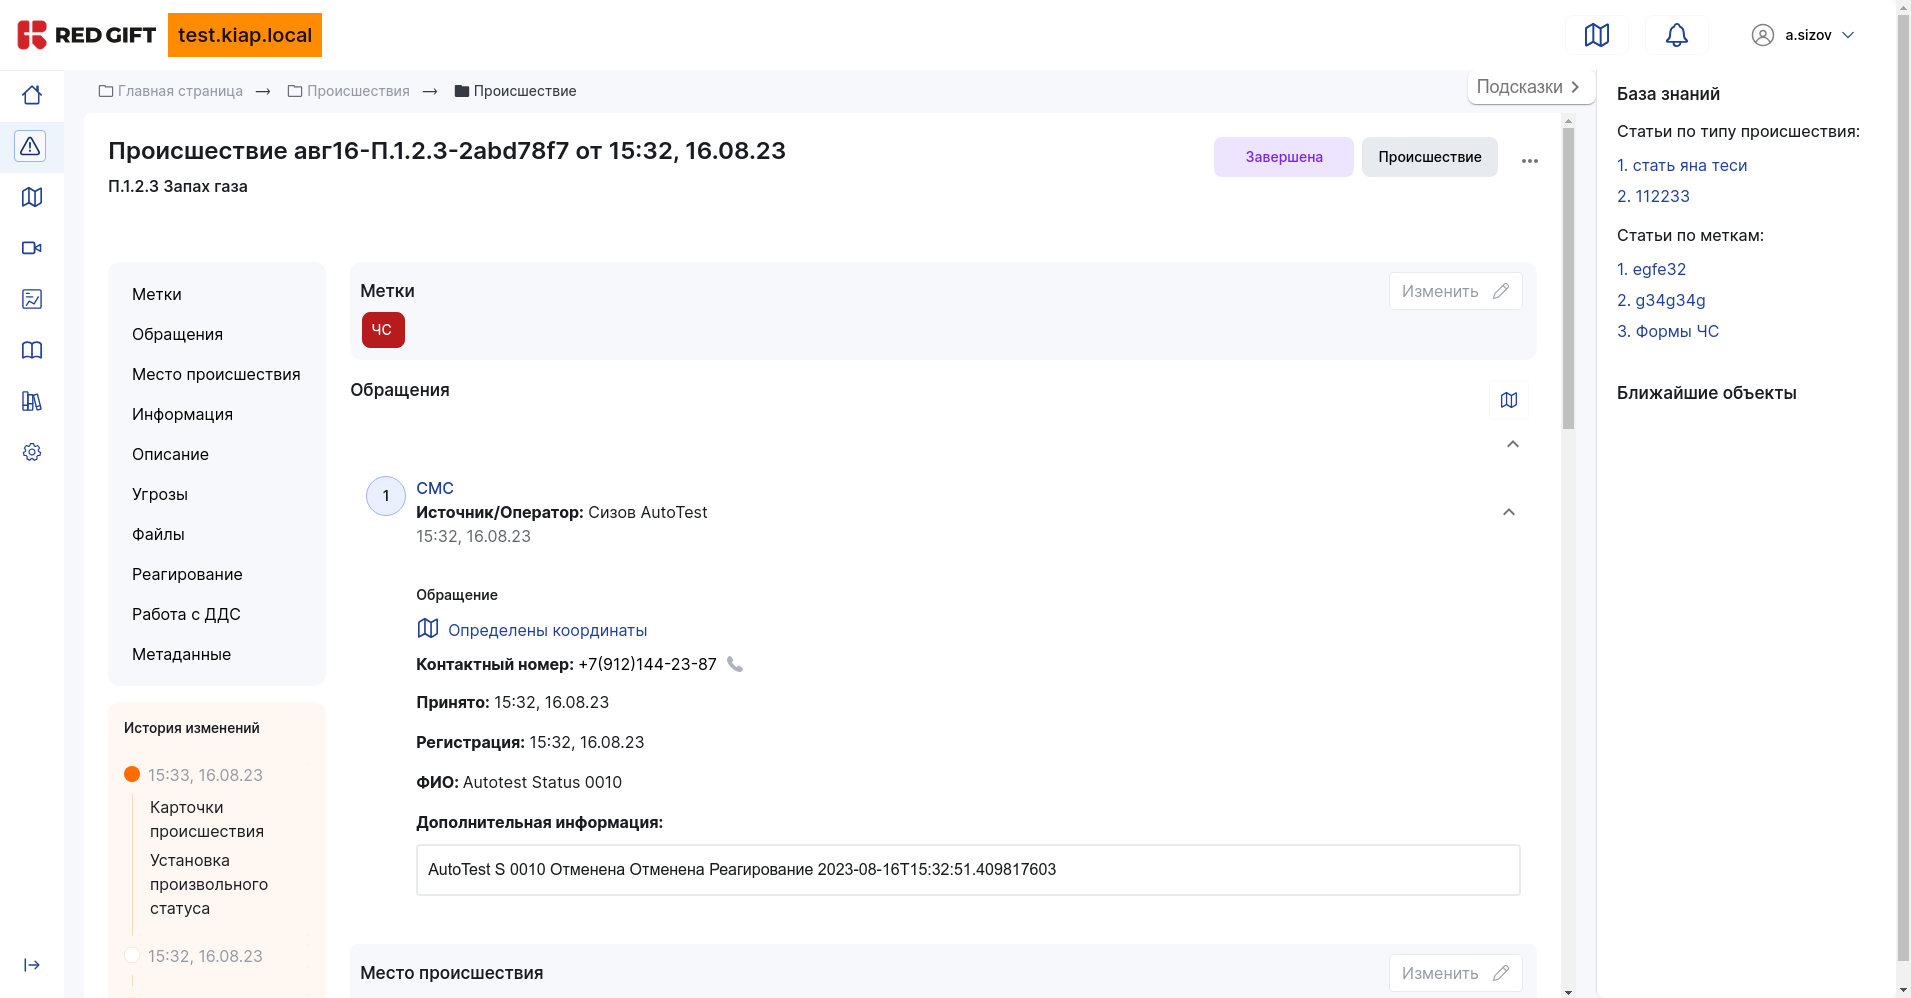 RED GIFT
test.kiap.local
a.sizov
Главная страница → Происшествия → Происшествие
Подсказки
Происшествие авг16-П.1.2.3-2abd78f7 от 15:32, 16.08.23
П.1.2.3 Запах газа
Завершена
Происшествие
Метки
Обращения
Место происшествия
Информация
Описание
Угрозы
Файлы
Реагирование
Работа с ДДС
Метаданные
История изменений
15:33, 16.08.23
Карточки
происшествия
Установка
произвольного
статуса
15:32, 16.08.23
Метки
Изменить
ЧС
Обращения
1
СМС
Источник/Оператор: Сизов AutoTest
15:32, 16.08.23
Обращение
Определены координаты
Контактный номер: +7(912)144-23-87
Принято: 15:32, 16.08.23
Регистрация: 15:32, 16.08.23
ФИО: Autotest Status 0010
Дополнительная информация:
AutoTest S 0010 Отменена Отменена Реагирование 2023-08-16T15:32:51.409817603
Место происшествия
Изменить
База знаний
Статьи по типу происшествия:
1. стать яна теси
2. 112233
Статьи по меткам:
1. egfe32
2. g34g34g
3. Формы ЧС
Ближайшие объекты